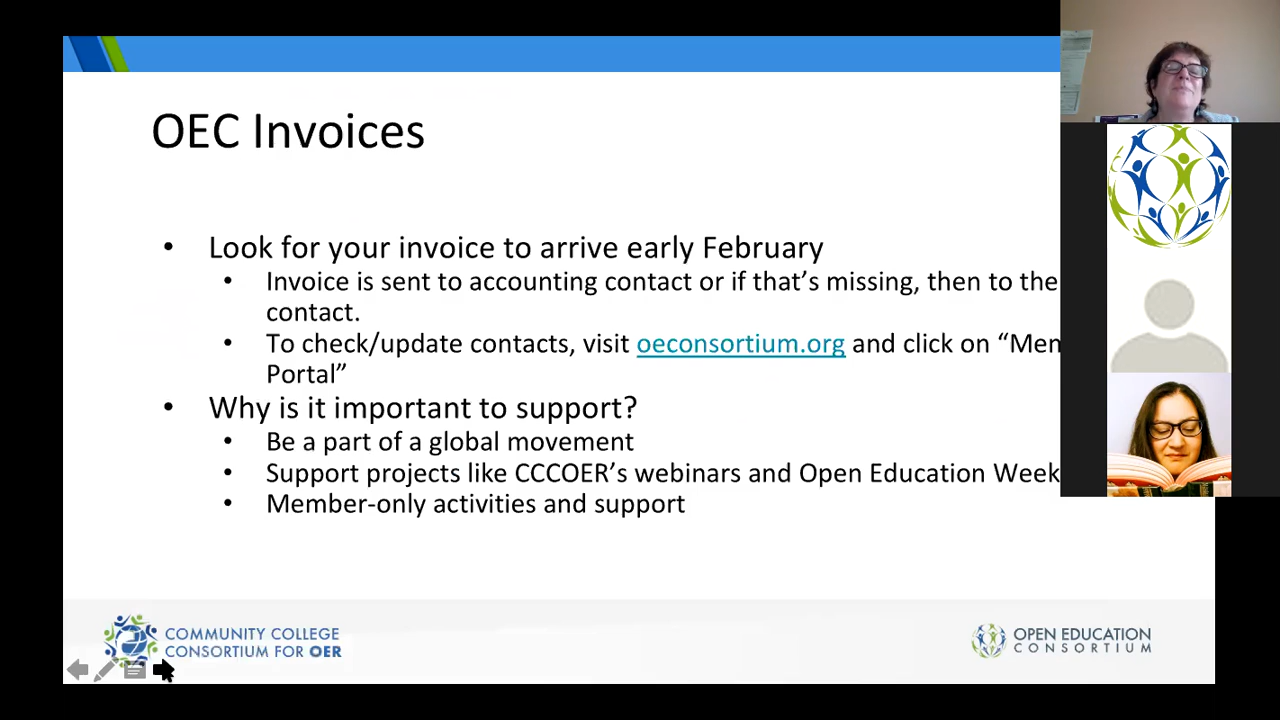 OEC Invoices
• Look for your invoice to arrive early February
• Invoice is sent to accounting contact or if that’s missing, then to the
contact.
• To check/update contacts, visit oeconsortium.org and click on “Mem
Portal”
• Why is it important to support?
• Be a part of a global movement
• Support projects like CCCOER’s webinars and Open Education Week
• Member-only activities and support
COMMUNITY COLLEGE
CONSORTIUM FOR OER
OPEN EDUCATION
CONSORTIUM